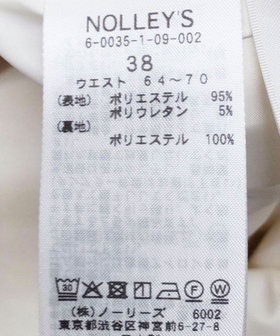 NOLLEY'S
6-0035-1-09-002
38
ウエスト 64〜70
(表地) ポリエステル 95%
ポリウレタン 5%
(裏地)
ポリエステル 100%
(株)ノーリーズ 6002
東京都渋谷区神宮前6-27-8